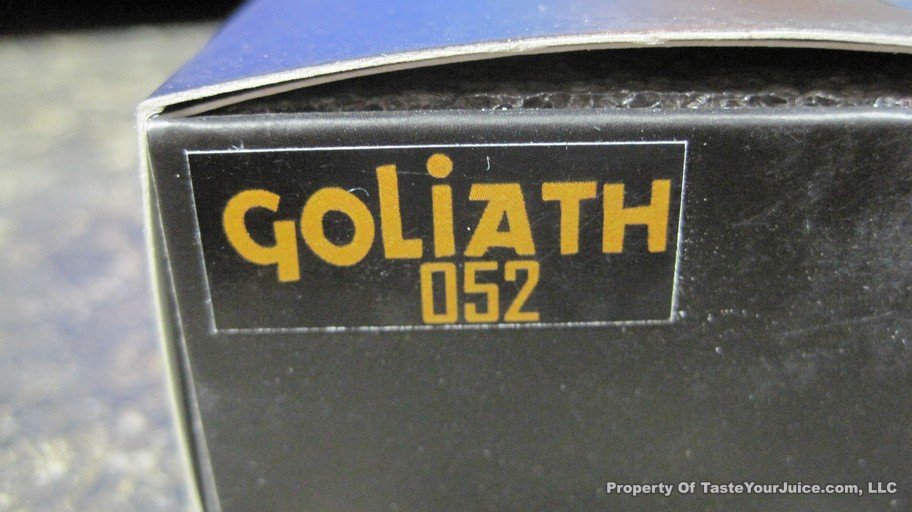 GOLiATH
052
Property Of TasteYourJuice.com, LLC